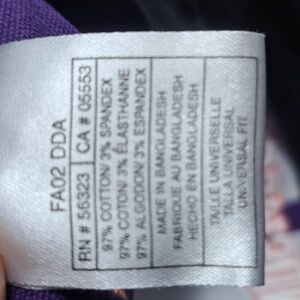 FA02 DDA
RN # 56323 CA # 05553
97% COTTON/ 3% SPANDEX
97% COTON/ 3% ÉLASTHANNE
97% ALGODON/ 3% ESPANDEX
MADE IN BANGLADESH
FABRIQUE AU BANGLADESH
HECHO EN BANGLADESH
TAILLE UNIVERSELLE
TALLA UNIVERSAL
UNIVERSAL FIT